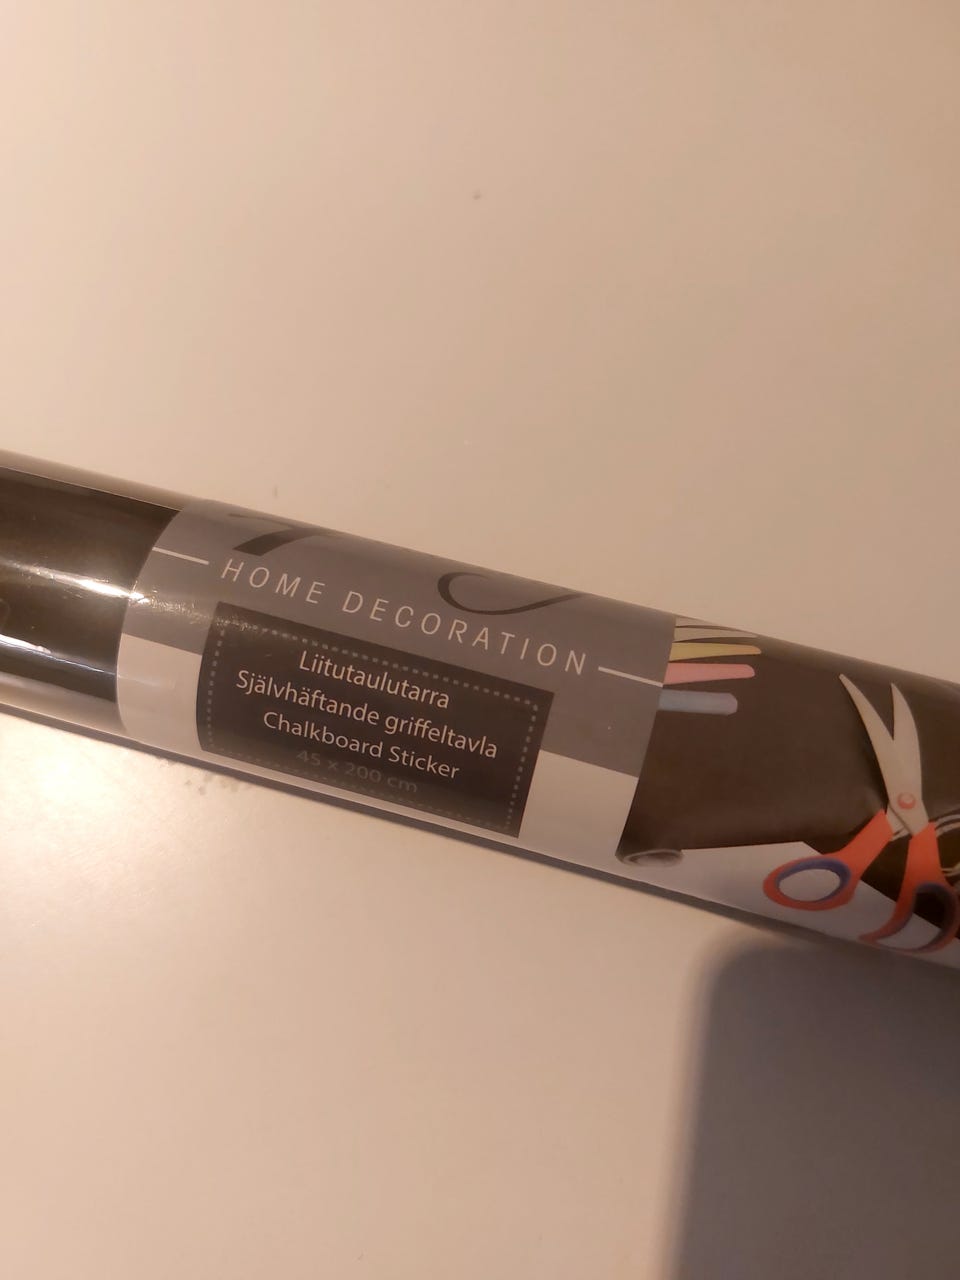 HOME DECORATION
Liitutaulutarra
Självhäftande griffeltavla
Chalkboard Sticker
45 x 200 cm